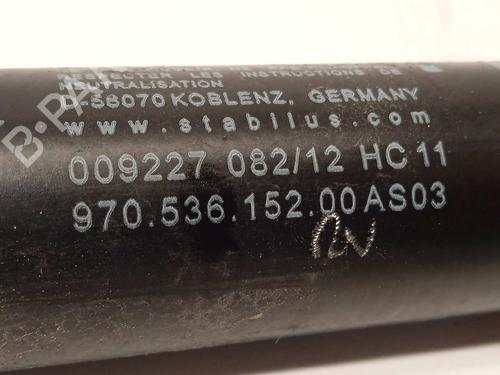 RESPECTER LES INSTRUCTIONS DE
NEUTRALISATION
D-56070 KOBLENZ, GERMANY
www.stabilus.com
009227 082/12 HC11
970.536.152.00AS03